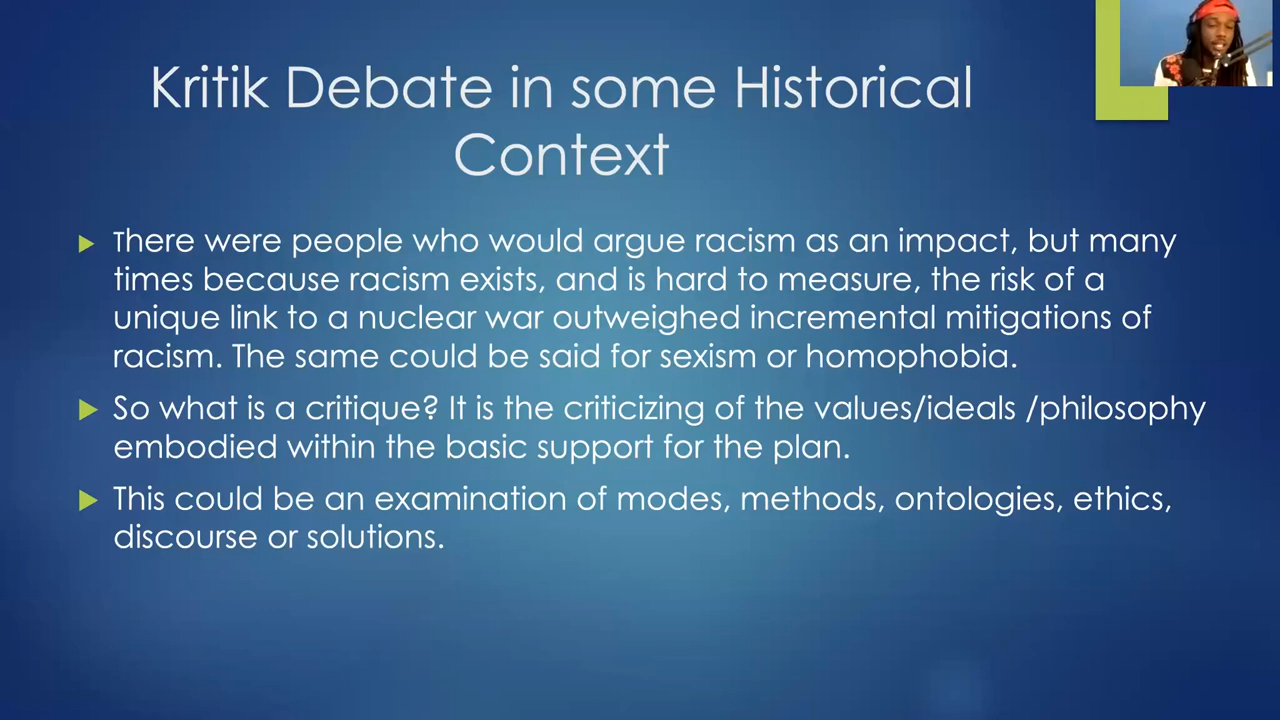 Kritik Debate in some Historical
Context
There were people who would argue racism as an impact, but many
times because racism exists, and is hard to measure, the risk of a
unique link to a nuclear war outweighed incremental mitigations of
racism. The same could be said for sexism or homophobia.
So what is a critique? It is the criticizing of the values/ideals /philosophy
embodied within the basic support for the plan.
This could be an examination of modes, methods, ontologies, ethics,
discourse or solutions.